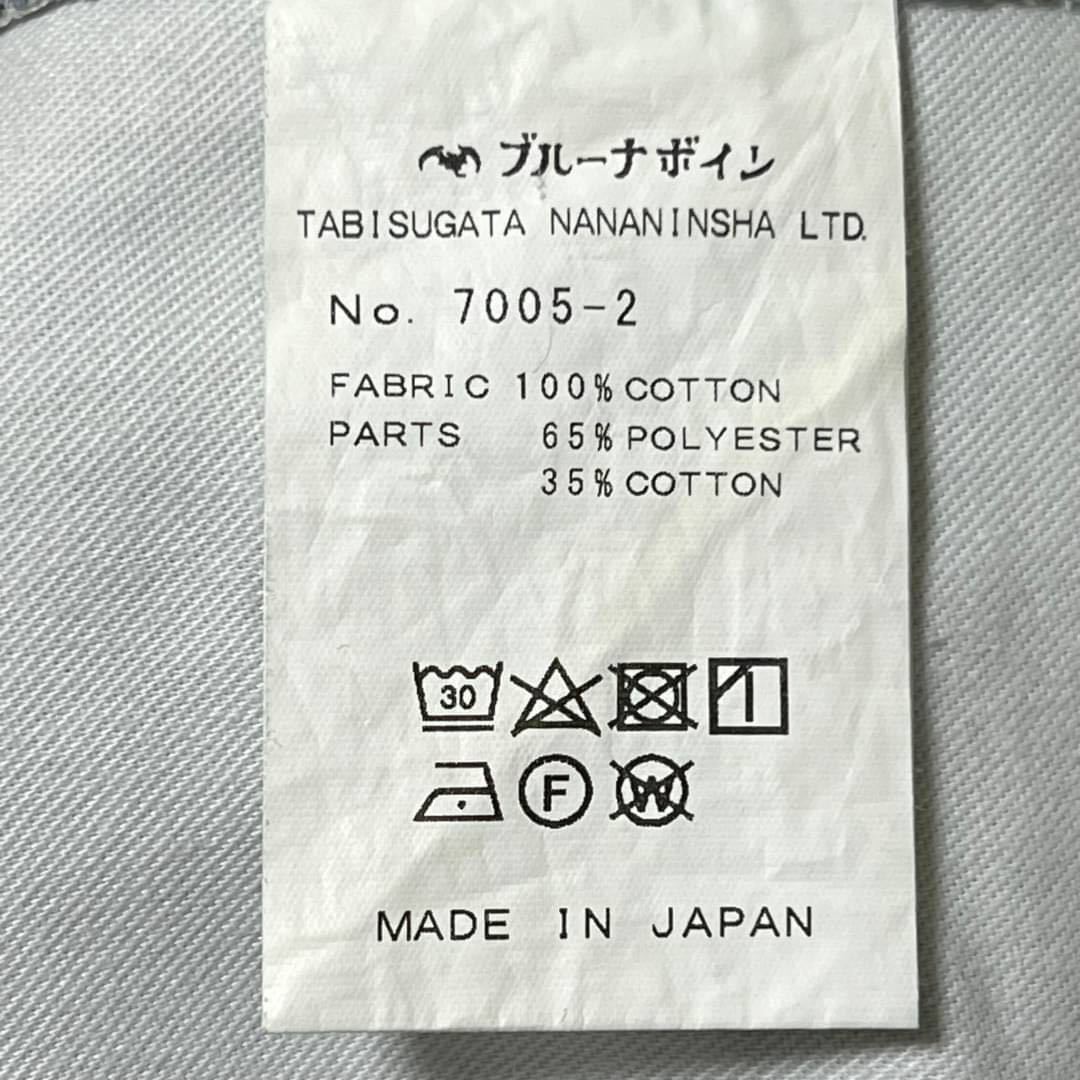 ブルーナボイン
TABISUGATA NANANINSHA LTD.
No. 7005-2
FABRIC 100% COTTON
PARTS 65% POLYESTER
35% COTTON
30
F W
MADE IN JAPAN